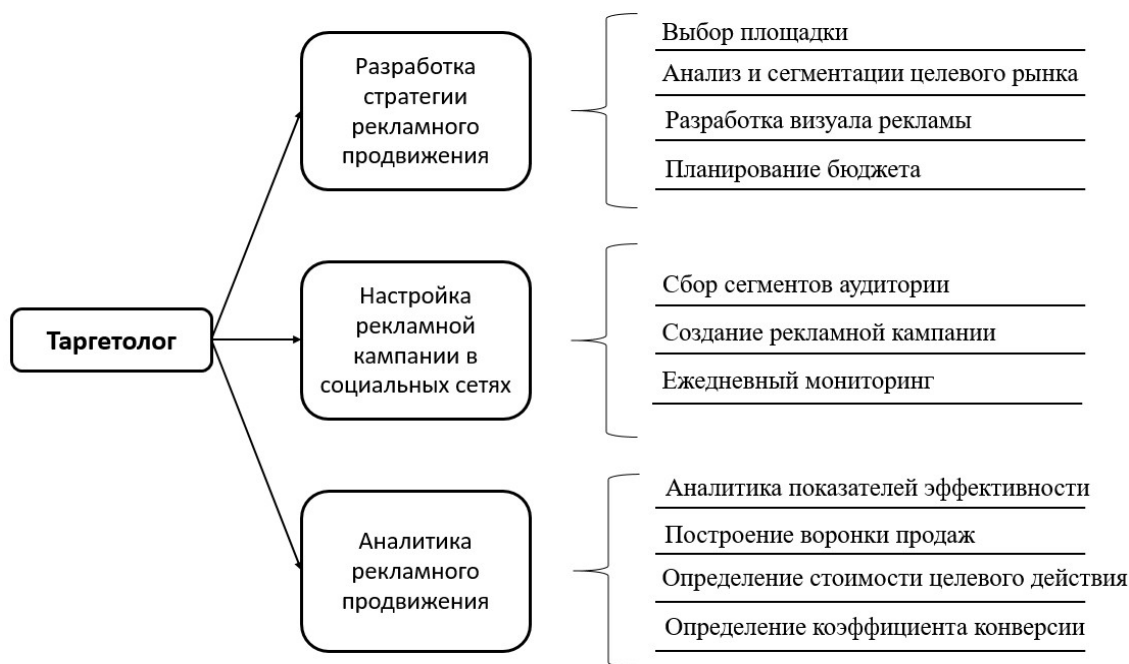 Таргетолог
Разработка
стратегии
рекламного
продвижения
Выбор площадки
Анализ и сегментации целевого рынка
Разработка визуала рекламы
Планирование бюджета
Настройка
рекламной
кампании в
социальных сетях
Сбор сегментов аудитории
Создание рекламной кампании
Ежедневный мониторинг
Аналитика
рекламного
продвижения
Аналитика показателей эффективности
Построение воронки продаж
Определение стоимости целевого действия
Определение коэффициента конверсии